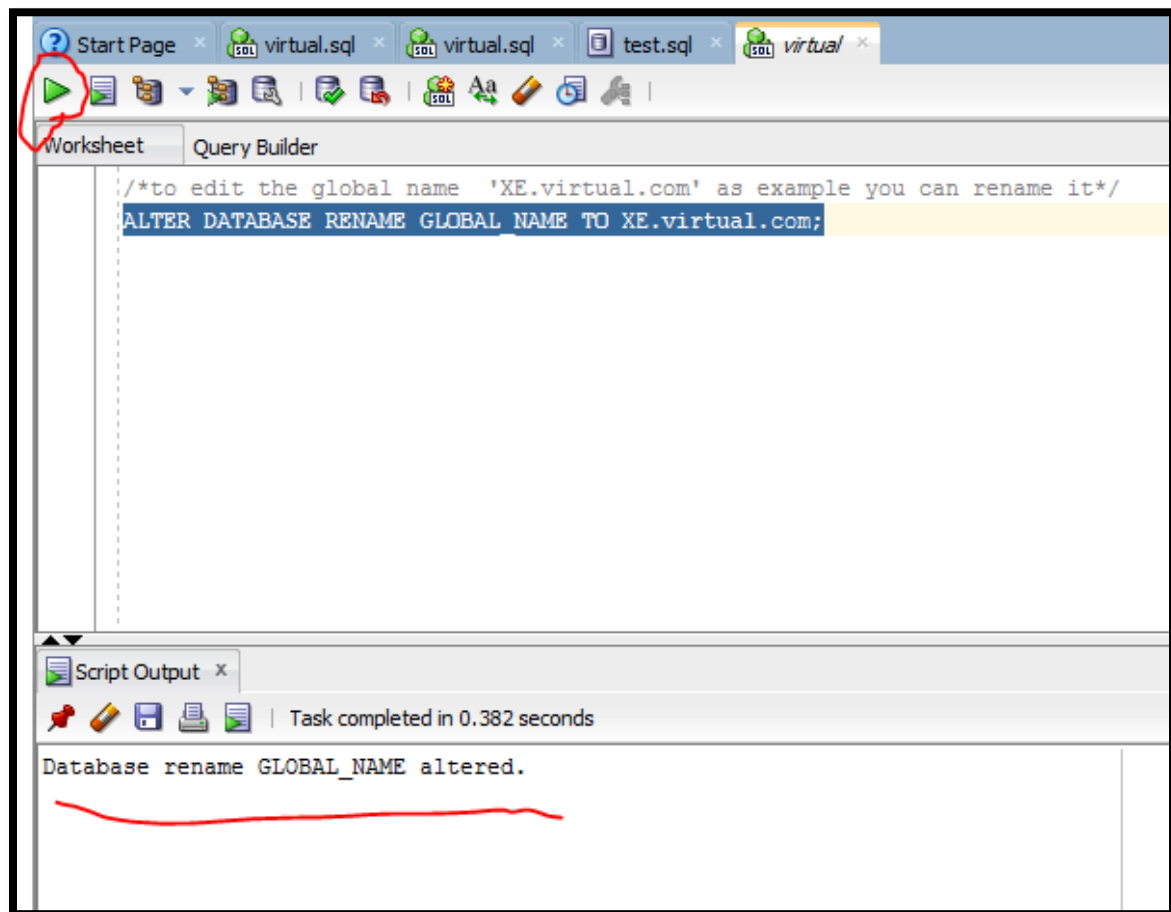 Start Page virtual.sql virtual.sql test.sql virtual
Worksheet Query Builder
/*to edit the global name  'XE.virtual.com' as example you can rename it*/
ALTER DATABASE RENAME GLOBAL_NAME TO XE.virtual.com;
Script Output
Task completed in 0.382 seconds
Database rename GLOBAL_NAME altered.